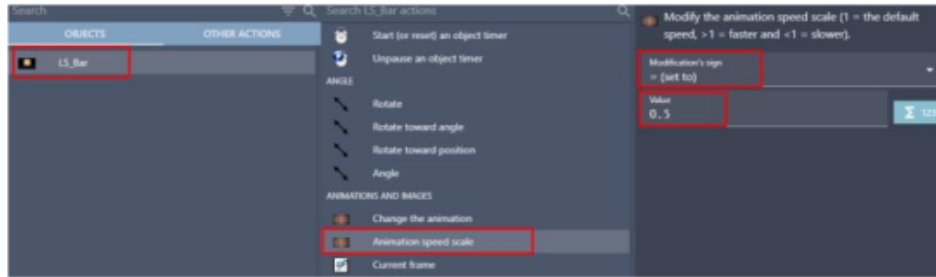 Search
OBJECTS
OTHER ACTIONS
LS_Bar
Search LS_Bar actions
Start (or reset) an object timer
Unpause an object timer
ANGLE
Rotate
Rotate toward angle
Rotate toward position
Angle
ANIMATIONS AND IMAGES
Change the animation
Animation speed scale
Current frame
Modify the animation speed scale (1 = the default
speed, >1 = faster and <1 = slower).
Modification's sign
= (set to)
Value
0.5
Σ 123